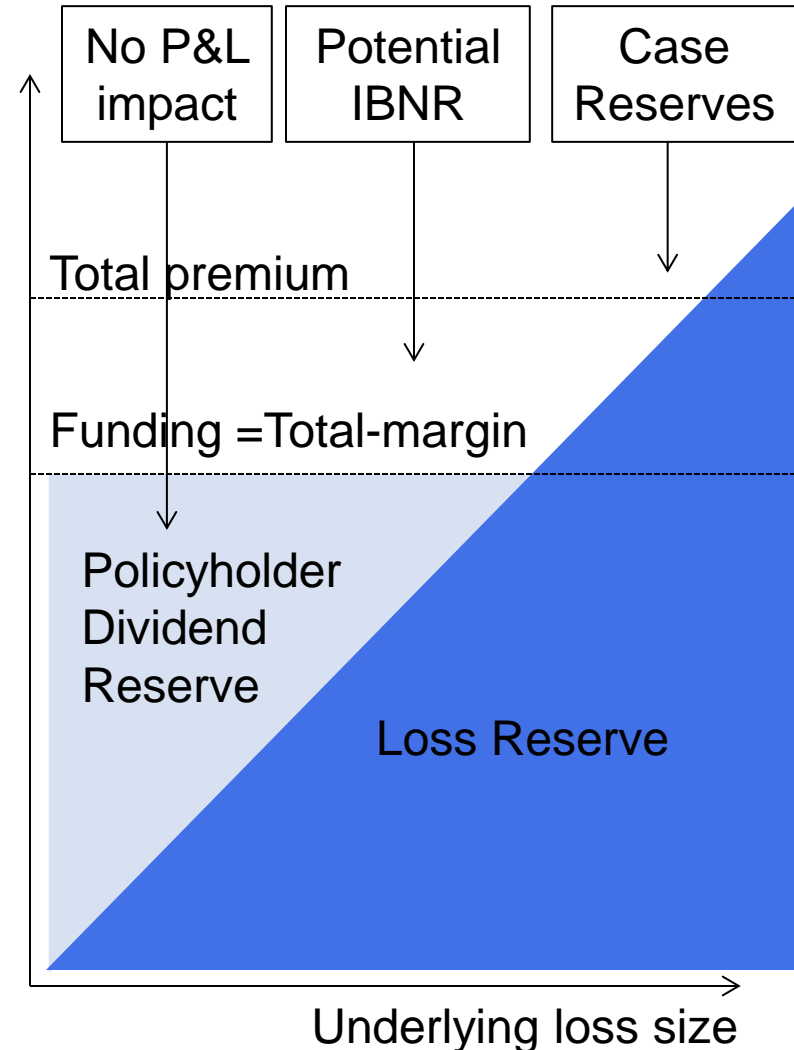 No P&L
impact
Potential
IBNR
Case
Reserves
Total premium
Funding =Total-margin
Policyholder
Dividend
Reserve
Loss Reserve
Underlying loss size